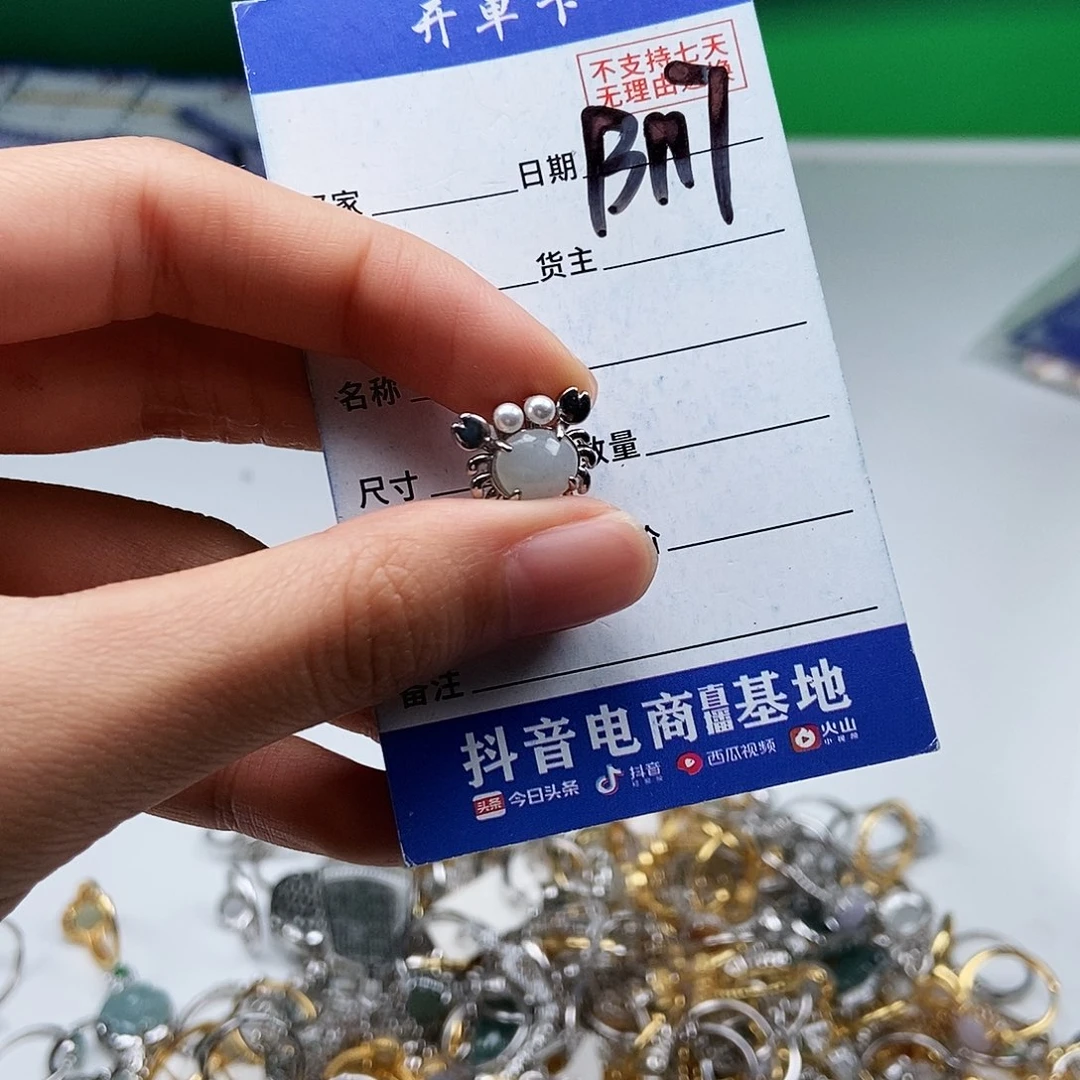 开单卡
不支持七天
无理由退换
BM7
家
日期
货主
名称
数量
尺寸
价
备注
抖音电商直播基地
头条 今日头条 抖音 西瓜视频 火山